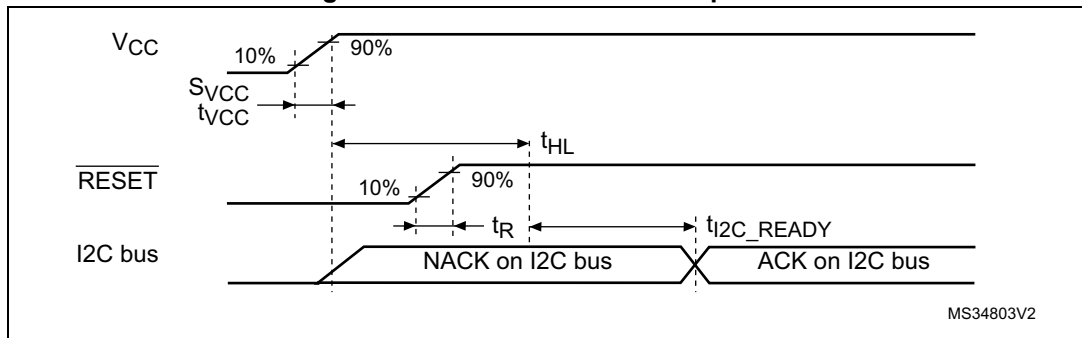 VCC
10%
90%
SVCC
tVCC
tHL
RESET
10%
90%
tR
tI2C_READY
I2C bus
NACK on I2C bus
ACK on I2C bus
MS34803V2